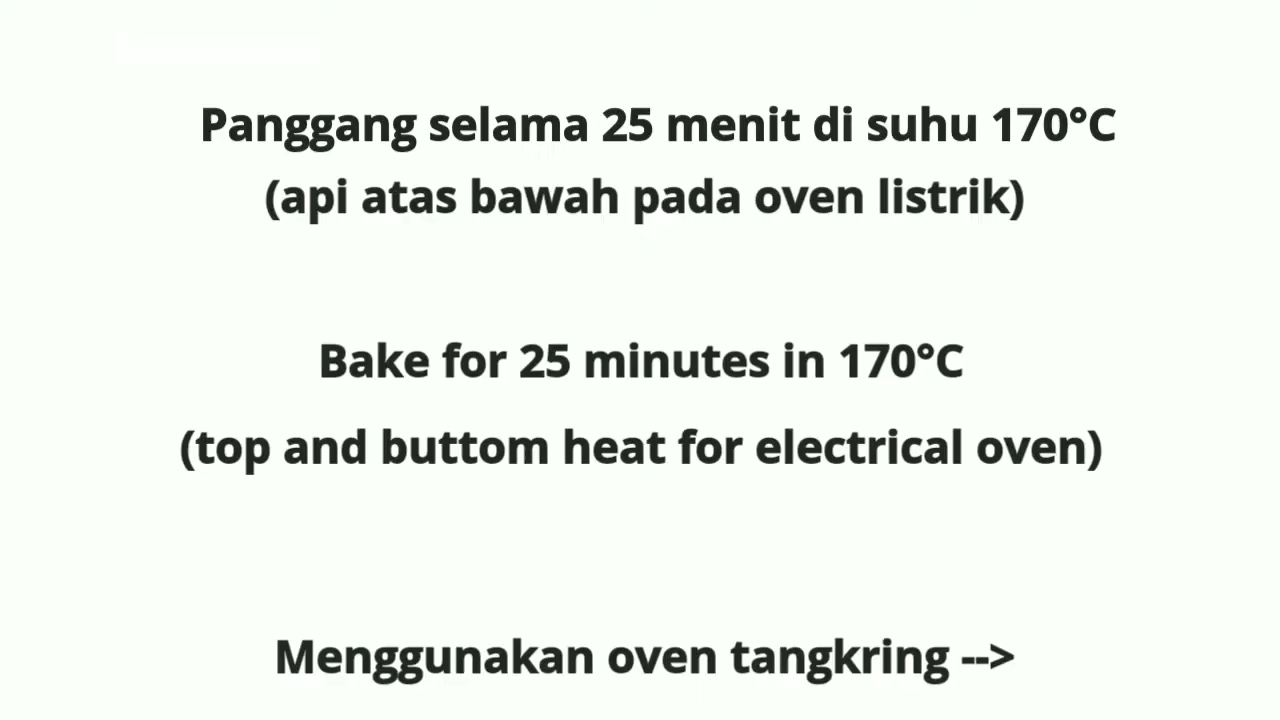 Panggang selama 25 menit di suhu 170°C
(api atas bawah pada oven listrik)
Bake for 25 minutes in 170°C
(top and buttom heat for electrical oven)
Menggunakan oven tangkring -->